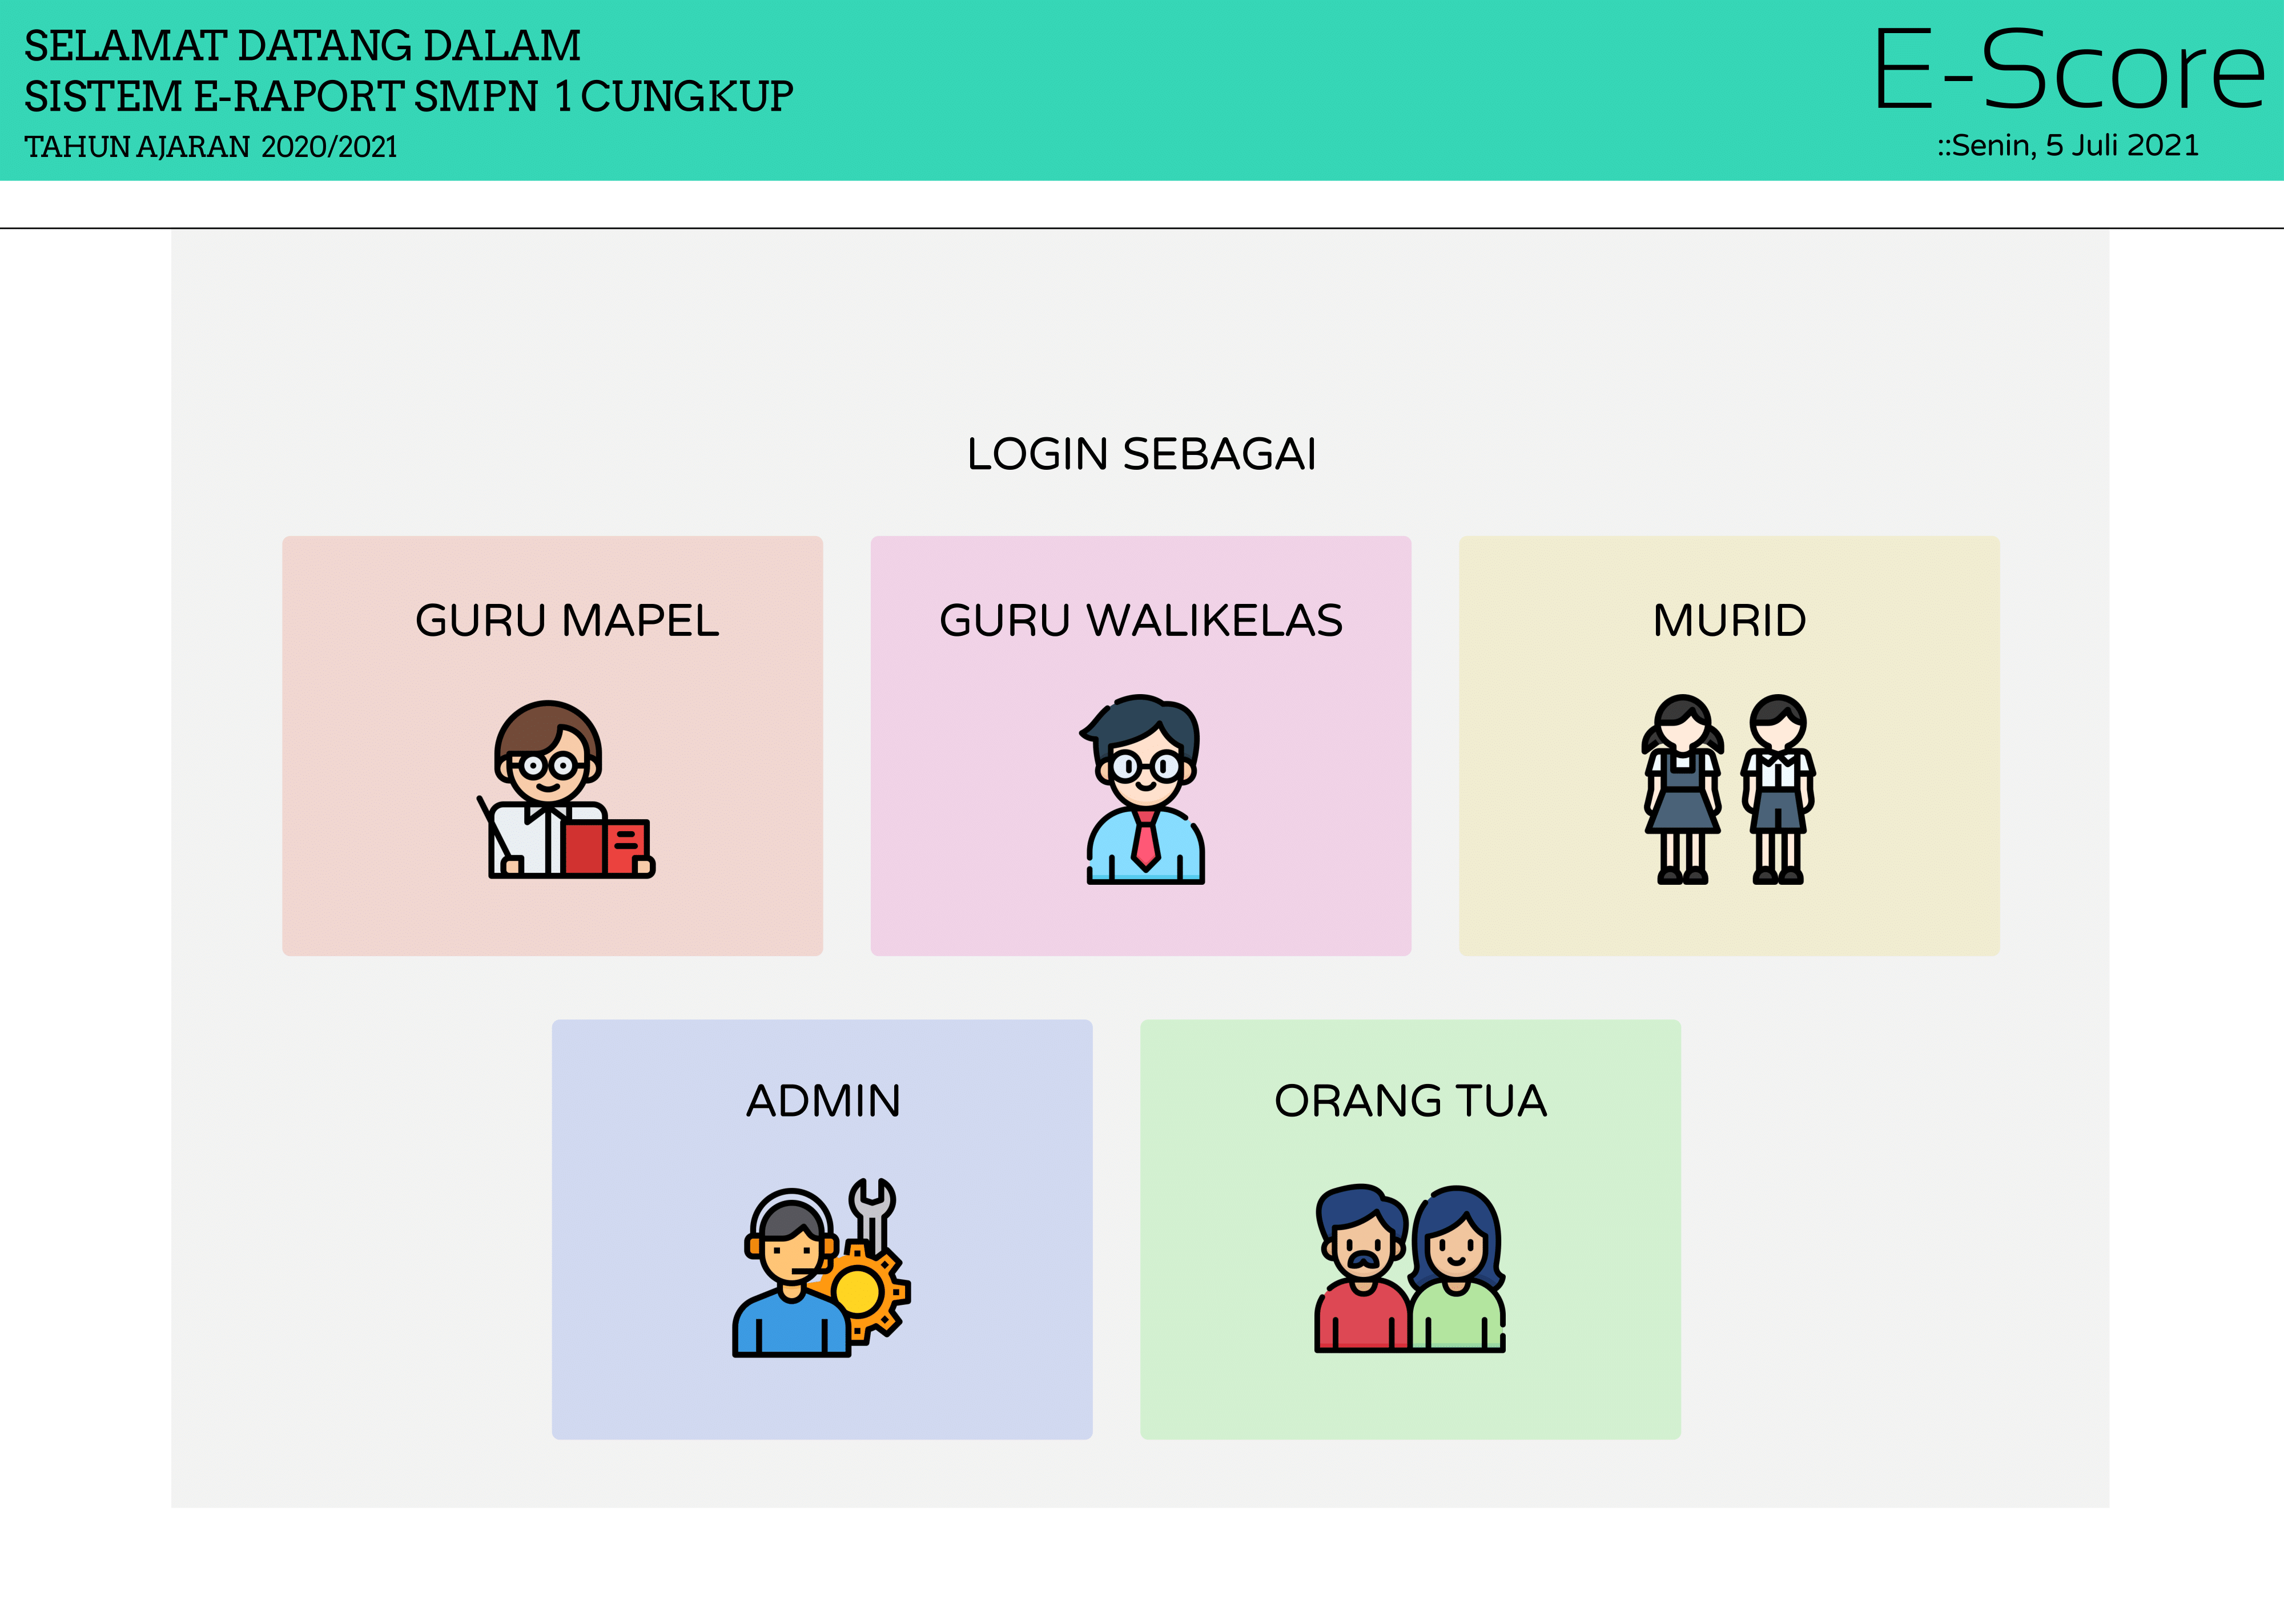 SELAMAT DATANG DALAM
SISTEM E-RAPORT SMPN 1 CUNGKUP
TAHUN AJARAN 2020/2021
E-Score
::Senin, 5 Juli 2021
LOGIN SEBAGAI
GURU MAPEL
GURU WALIKELAS
MURID
ADMIN
ORANG TUA